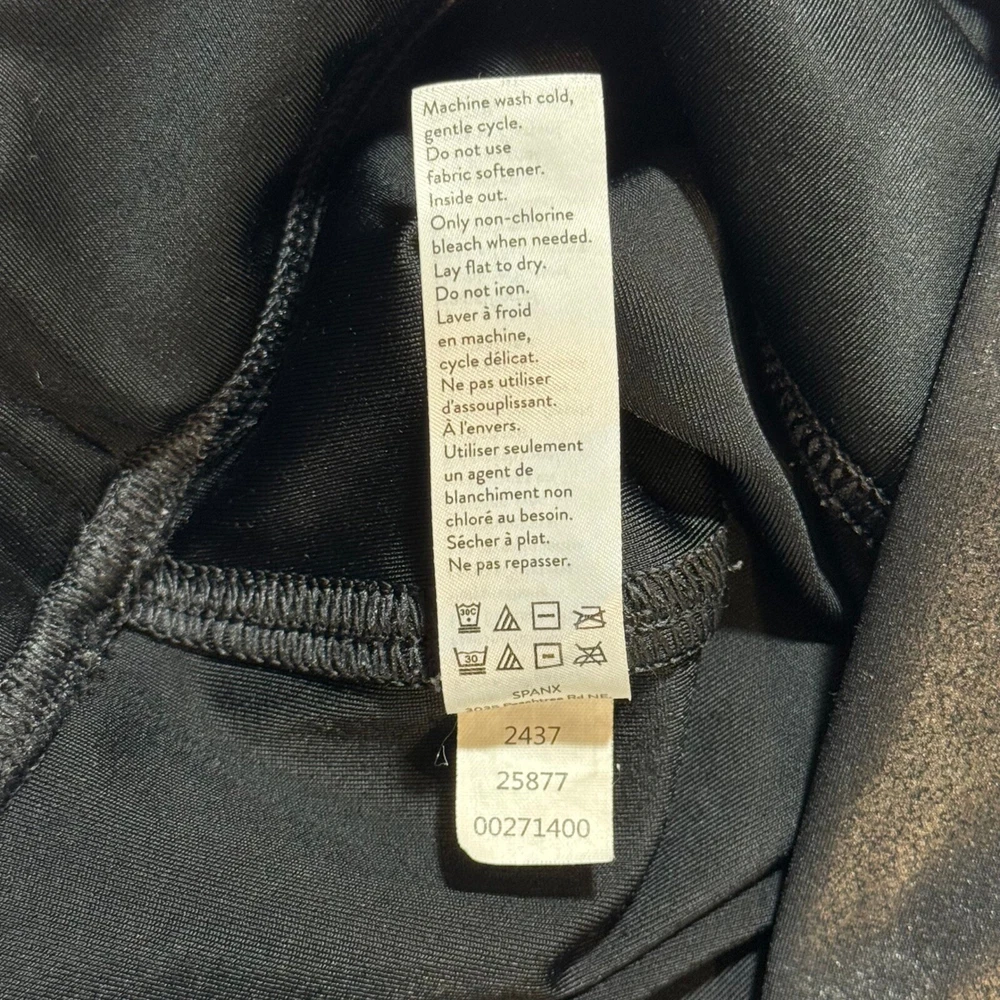 Machine wash cold,
gentle cycle.
Do not use
fabric softener.
Inside out.
Only non-chlorine
bleach when needed.
Lay flat to dry.
Do not iron.
Laver à froid
en machine,
cycle délicat.
Ne pas utiliser
d'assouplissant.
À l'envers.
Utiliser seulement
un agent de
blanchiment non
chloré au besoin.
Sécher à plat.
Ne pas repasser.
30C
30
SPANX
2437
25877
00271400